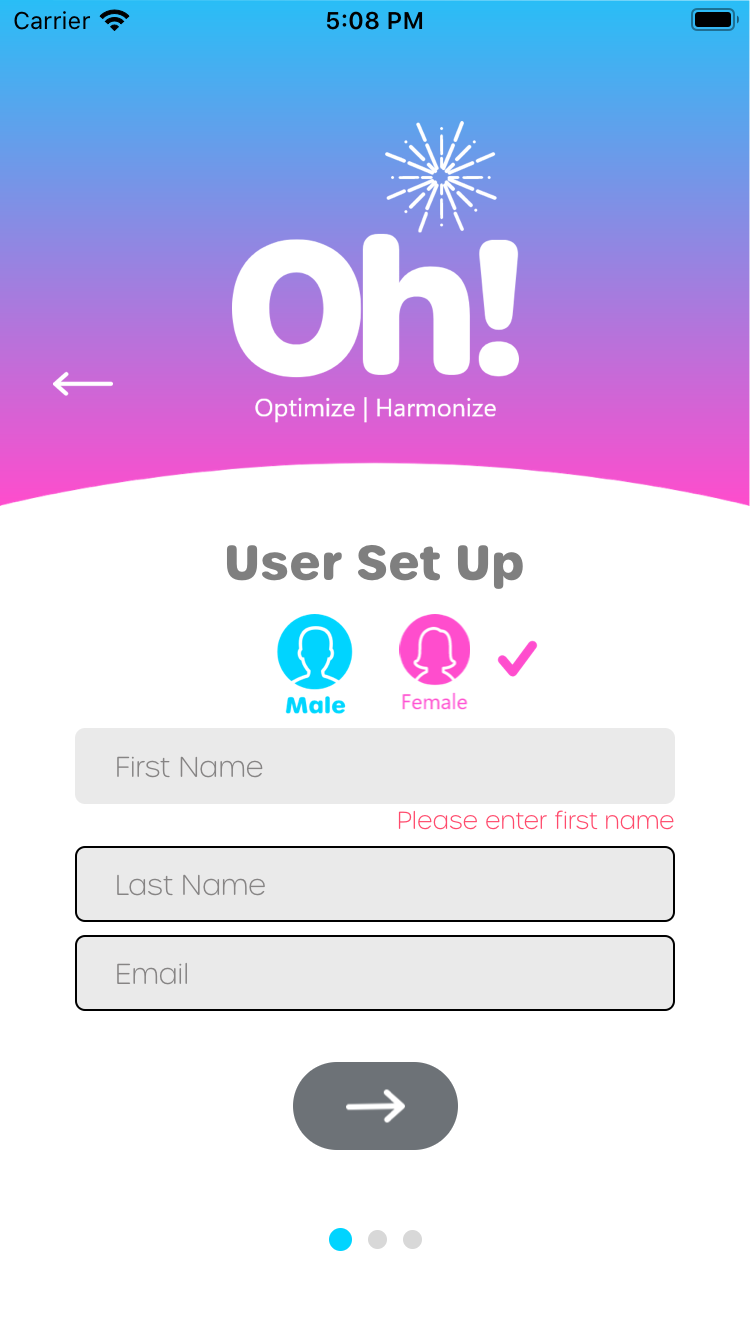 Carrier 5:08 PM
Oh!
Optimize | Harmonize
User Set Up
Male Female
First Name
Please enter first name
Last Name
Email